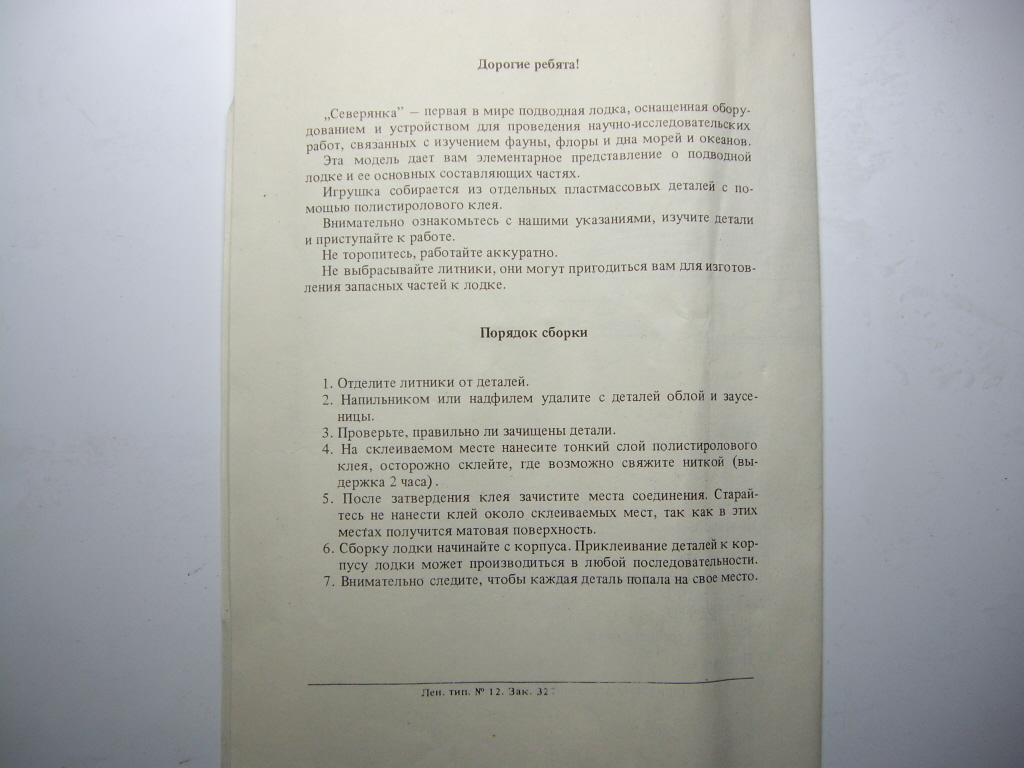 Дорогие ребята!
„Северянка” — первая в мире подводная лодка, оснащенная обору-
дованием и устройством для проведения научно-исследовательских
работ, связанных с изучением фауны, флоры и дна морей и океанов.
Эта модель дает вам элементарное представление о подводной
лодке и ее основных составляющих частях.
Игрушка собирается из отдельных пластмассовых деталей с по-
мощью полистиролового клея.
Внимательно ознакомьтесь с нашими указаниями, изучите детали
и приступайте к работе.
Не торопитесь, работайте аккуратно.
Не выбрасывайте литники, они могут пригодиться вам для изготов-
ления запасных частей к лодке.
Порядок сборки
1. Отделите литники от деталей.
2. Напильником или надфилем удалите с деталей облой и заусе-
ницы.
3. Проверьте, правильно ли зачищены детали.
4. На склеиваемом месте нанесите тонкий слой полистиролового
клея, осторожно склейте, где возможно свяжите ниткой (вы-
держка 2 часа).
5. После затвердения клея зачистите места соединения. Старай-
тесь не нанести клей около склеиваемых мест, так как в этих
местах получится матовая поверхность.
6. Сборку лодки начинайте с корпуса. Приклеивание деталей к кор-
пусу лодки может производиться в любой последовательности.
7. Внимательно следите, чтобы каждая деталь попала на свое место.
Лен. тип. № 12. Зак.